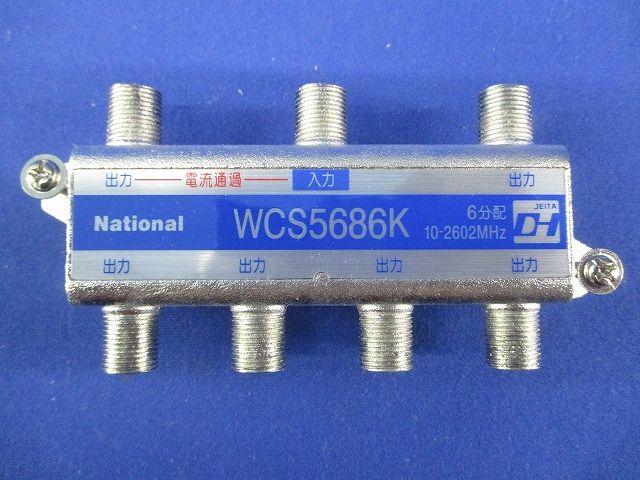 出力 電流通過 入力 出力
National WCS5686K 6分配 JEITA
10-2602MHz DH
出力 出力 出力 出力